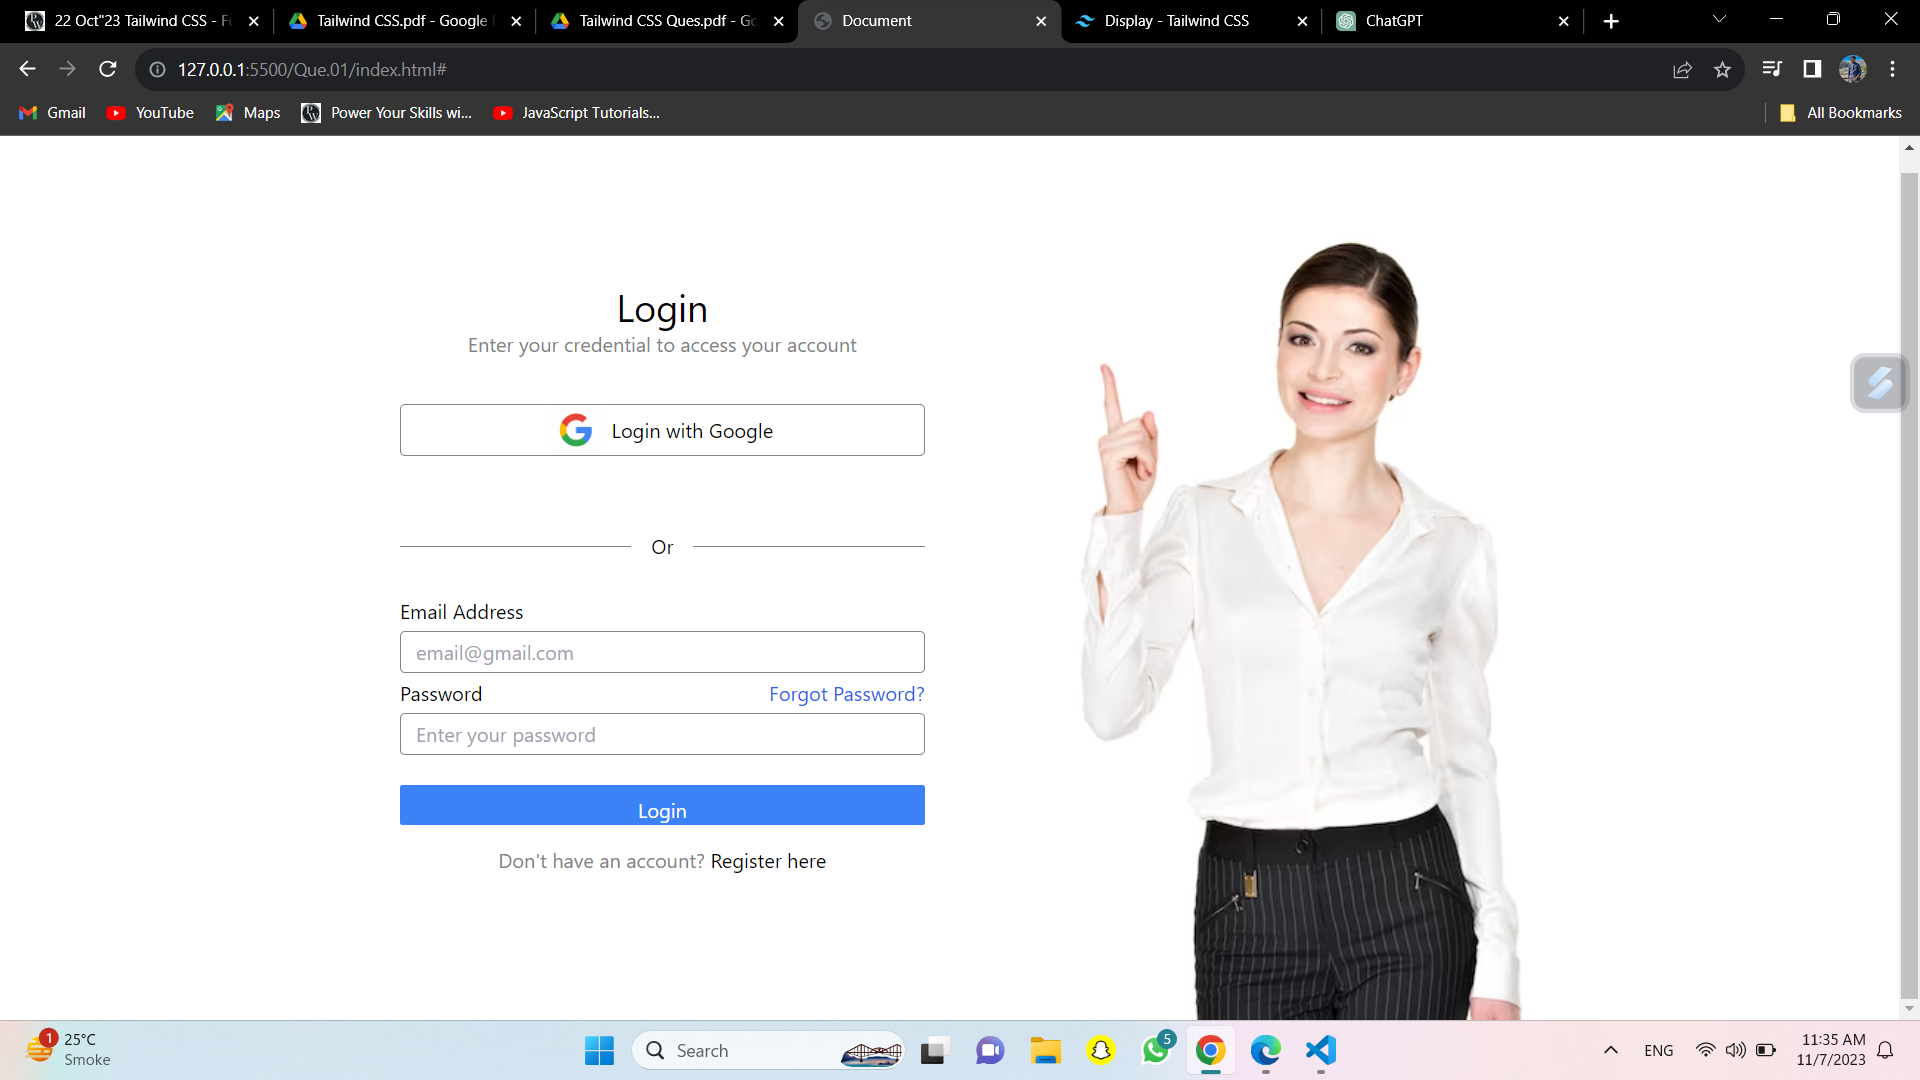 22 Oct"23 Tailwind CSS - F
Tailwind CSS.pdf - Google
Tailwind CSS Ques.pdf - Go
Document
Display - Tailwind CSS
ChatGPT
127.0.0.1:5500/Que.01/index.html#
Gmail
YouTube
Maps
Power Your Skills wi...
JavaScript Tutorials...
All Bookmarks
Login
Enter your credential to access your account
Login with Google
Or
Email Address
email@gmail.com
Password Forgot Password?
Enter your password
Login
Don't have an account? Register here
1
25°C
Smoke
Search
5
ENG
11:35 AM
11/7/2023